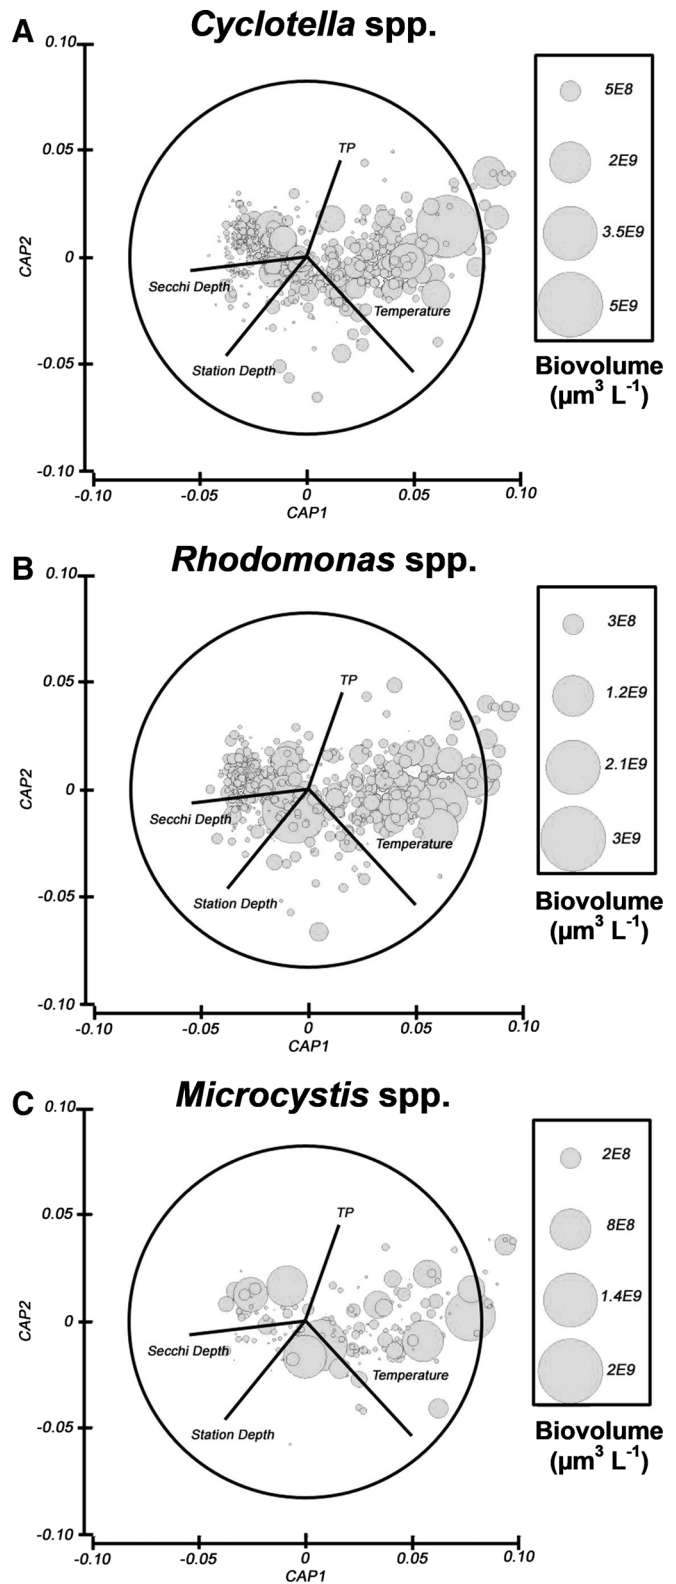 A
Cyclotella spp.
0.10
0.05
0
-0.05
-0.10
CAP2
TP
Secchi Depth
Temperature
Station Depth
-0.10 -0.05 0 0.05 0.10
CAP1
5E8
2E9
3.5E9
5E9
Biovolume
(µm³ L⁻¹)
B
Rhodomonas spp.
0.10
0.05
0
-0.05
-0.10
CAP2
TP
Secchi Depth
Temperature
Station Depth
-0.10 -0.05 0 0.05 0.10
CAP1
3E8
1.2E9
2.1E9
3E9
Biovolume
(µm³ L⁻¹)
C
Microcystis spp.
0.10
0.05
0
-0.05
-0.10
CAP2
TP
Secchi Depth
Temperature
Station Depth
-0.10 -0.05 0 0.05 0.10
CAP1
2E8
8E8
1.4E9
2E9
Biovolume
(µm³ L⁻¹)